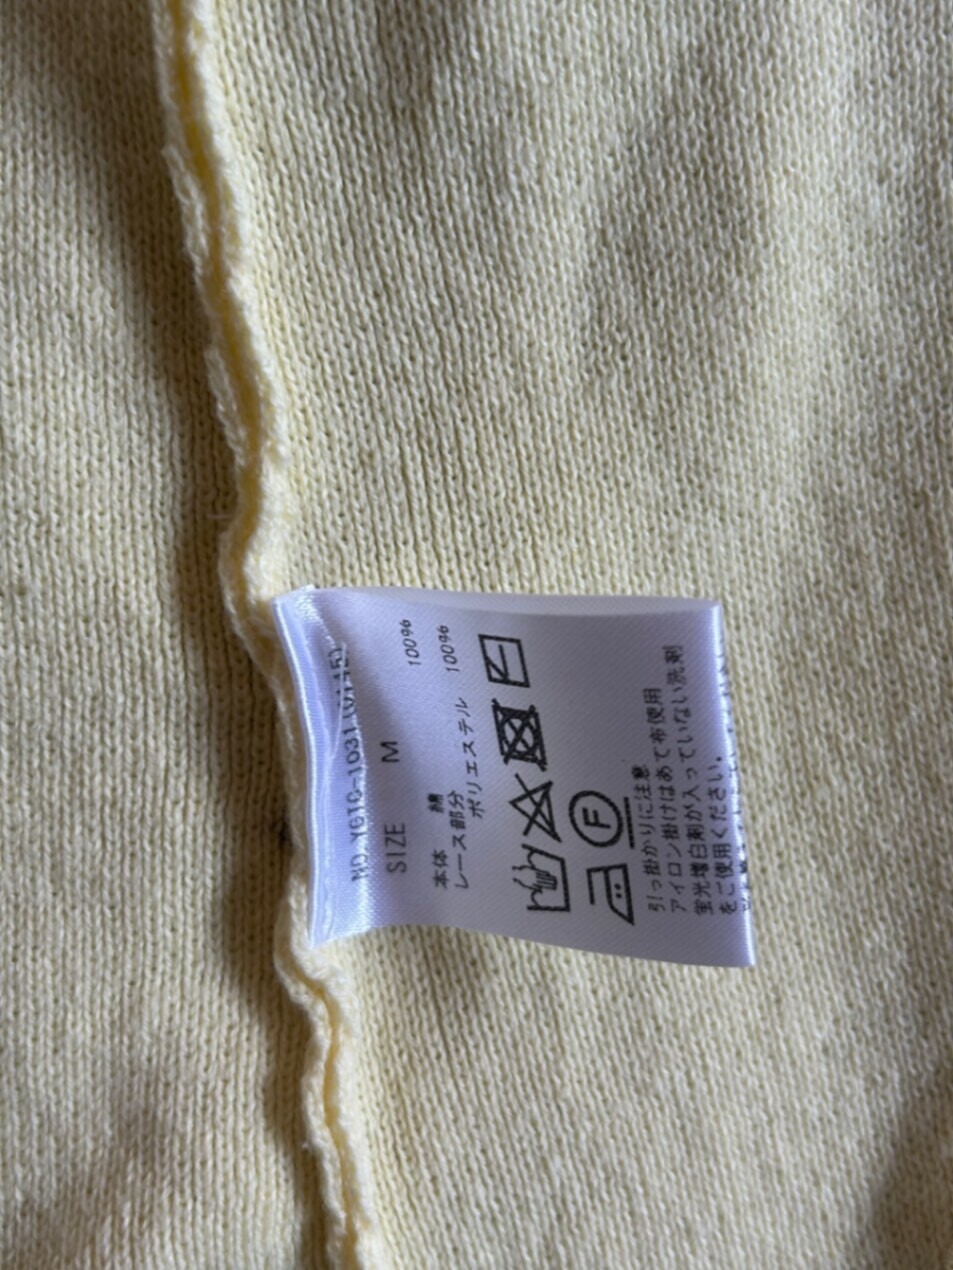 SIZE M
本体 綿 100%
レース部分
ポリエステル 100%
F
引っ掛かりに注意
アイロン掛けはあて布使用
蛍光増白剤が入っていない洗剤
をご使用ください。